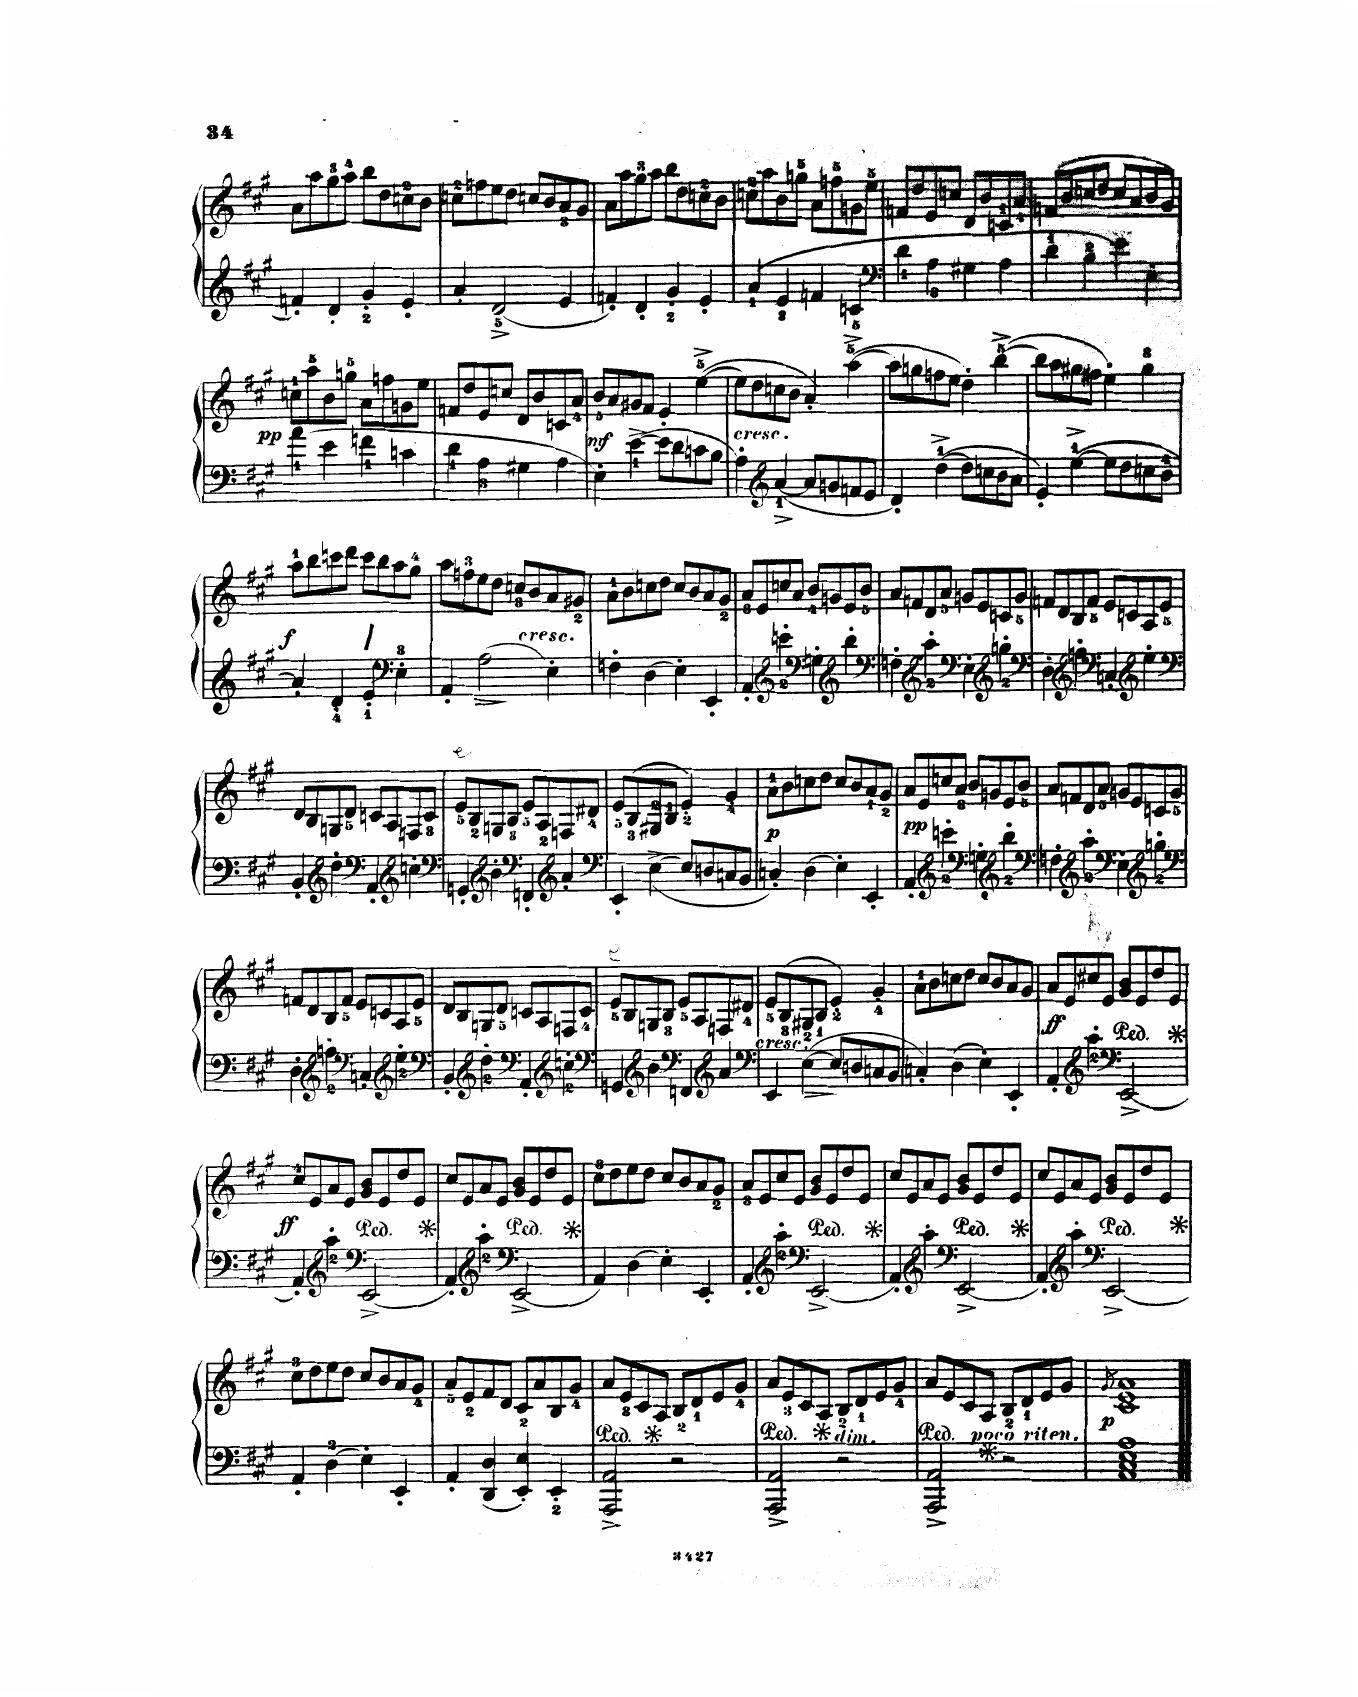 34
pp mf cresc.
f cresc.
p pp
cresc. ff Ped.
ff Ped. Ped. Ped. Ped. Ped.
Ped. Ped. dim. Ped. poco riten. p
3427